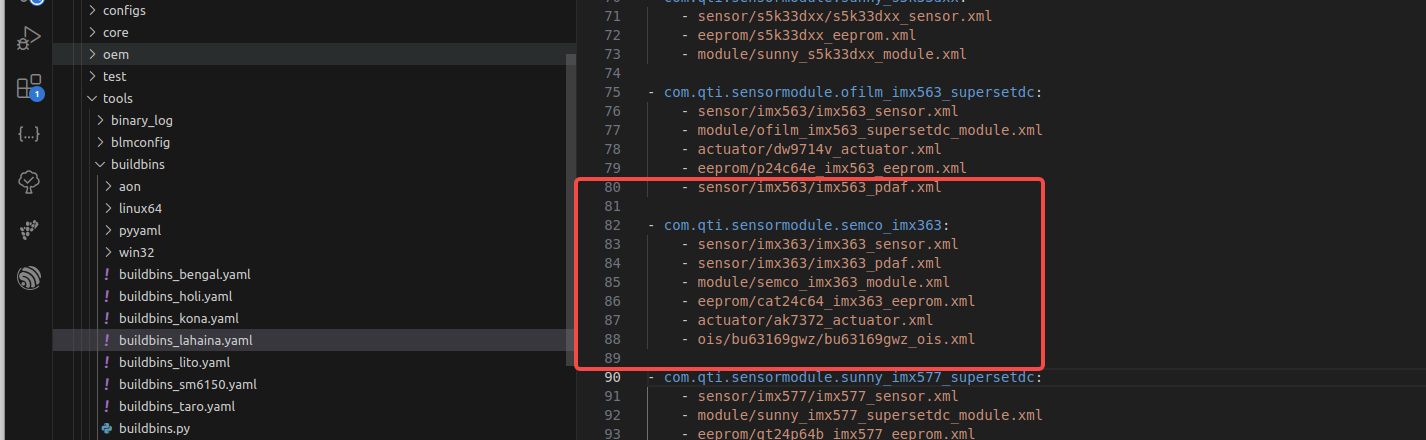 configs
core
oem
test
tools
binary_log
blmconfig
buildbins
aon
linux64
pyyaml
win32
! buildbins_bengal.yaml
! buildbins_holi.yaml
! buildbins_kona.yaml
! buildbins_lahaina.yaml
! buildbins_lito.yaml
! buildbins_sm6150.yaml
! buildbins_taro.yaml
buildbins.py
1
{...}
71 - sensor/s5k33dxx/s5k33dxx_sensor.xml
72 - eeprom/s5k33dxx_eeprom.xml
73 - module/sunny_s5k33dxx_module.xml
74
75 - com.qti.sensormodule.ofilm_imx563_supersetdc:
76 - sensor/imx563/imx563_sensor.xml
77 - module/ofilm_imx563_supersetdc_module.xml
78 - actuator/dw9714v_actuator.xml
79 - eeprom/p24c64e_imx563_eeprom.xml
80 - sensor/imx563/imx563_pdaf.xml
81
82 - com.qti.sensormodule.semco_imx363:
83 - sensor/imx363/imx363_sensor.xml
84 - sensor/imx363/imx363_pdaf.xml
85 - module/semco_imx363_module.xml
86 - eeprom/cat24c64_imx363_eeprom.xml
87 - actuator/ak7372_actuator.xml
88 - ois/bu63169gwz/bu63169gwz_ois.xml
89
90 - com.qti.sensormodule.sunny_imx577_supersetdc:
91 - sensor/imx577/imx577_sensor.xml
92 - module/sunny_imx577_supersetdc_module.xml
93 - eeprom/gt24p64b_imx577_eeprom.xml